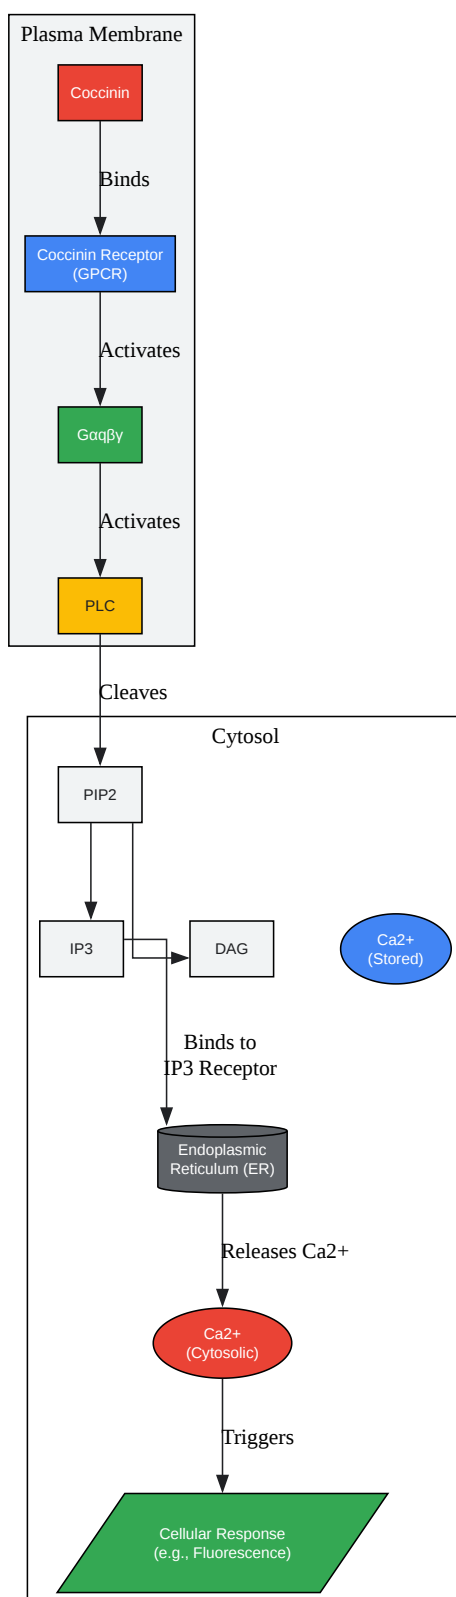 Plasma Membrane
Coccinin
Binds
Coccinin Receptor
(GPCR)
Activates
Gαqβγ
Activates
PLC
Cleaves
Cytosol
PIP2
IP3
DAG
Ca2+
(Stored)
Binds to
IP3 Receptor
Endoplasmic
Reticulum (ER)
Releases Ca2+
Ca2+
(Cytosolic)
Triggers
Cellular Response
(e.g., Fluorescence)